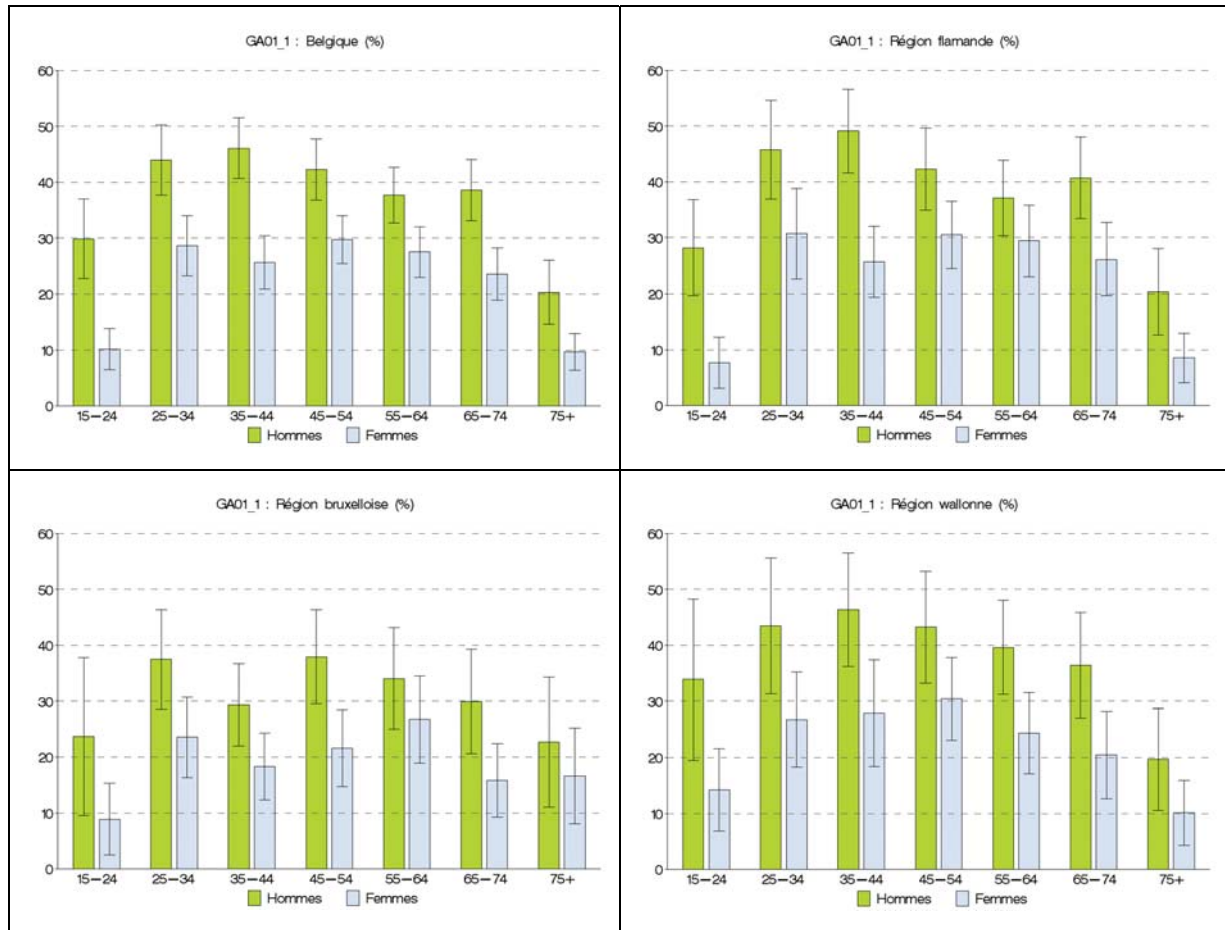 GA01_1 : Belgique (%)
60
50
40
30
20
10
0
15–24 25–34 35–44 45–54 55–64 65–74 75+
Hommes Femmes
GA01_1 : Région flamande (%)
60
50
40
30
20
10
0
15–24 25–34 35–44 45–54 55–64 65–74 75+
Hommes Femmes
GA01_1 : Région bruxelloise (%)
60
50
40
30
20
10
0
15–24 25–34 35–44 45–54 55–64 65–74 75+
Hommes Femmes
GA01_1 : Région wallonne (%)
60
50
40
30
20
10
0
15–24 25–34 35–44 45–54 55–64 65–74 75+
Hommes Femmes